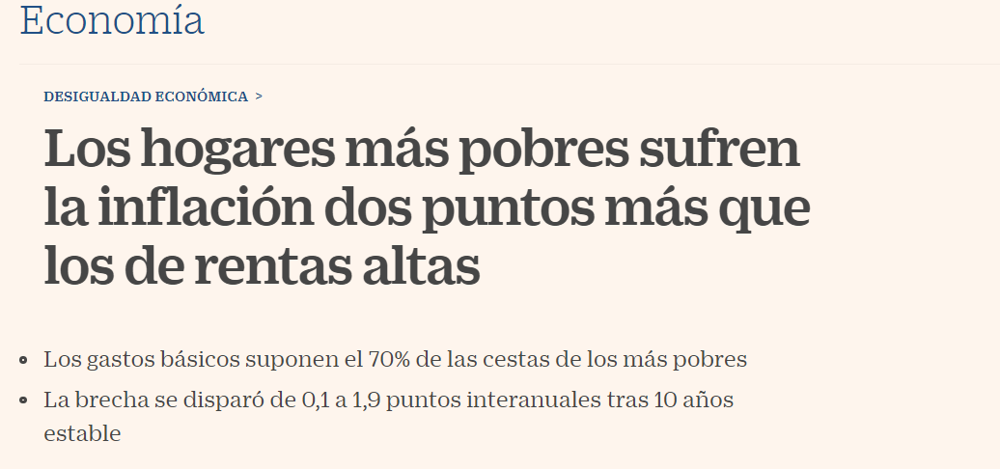 Economía
DESIGUALDAD ECONÓMICA >
Los hogares más pobres sufren
la inflación dos puntos más que
los de rentas altas
Los gastos básicos suponen el 70% de las cestas de los más pobres
La brecha se disparó de 0,1 a 1,9 puntos interanuales tras 10 años
estable